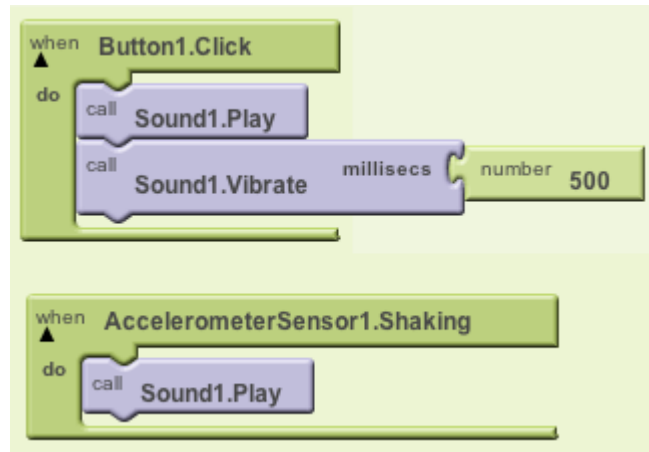 when Button1.Click
do
call Sound1.Play
call Sound1.Vibrate millisecs number 500
when AccelerometerSensor1.Shaking
do
call Sound1.Play